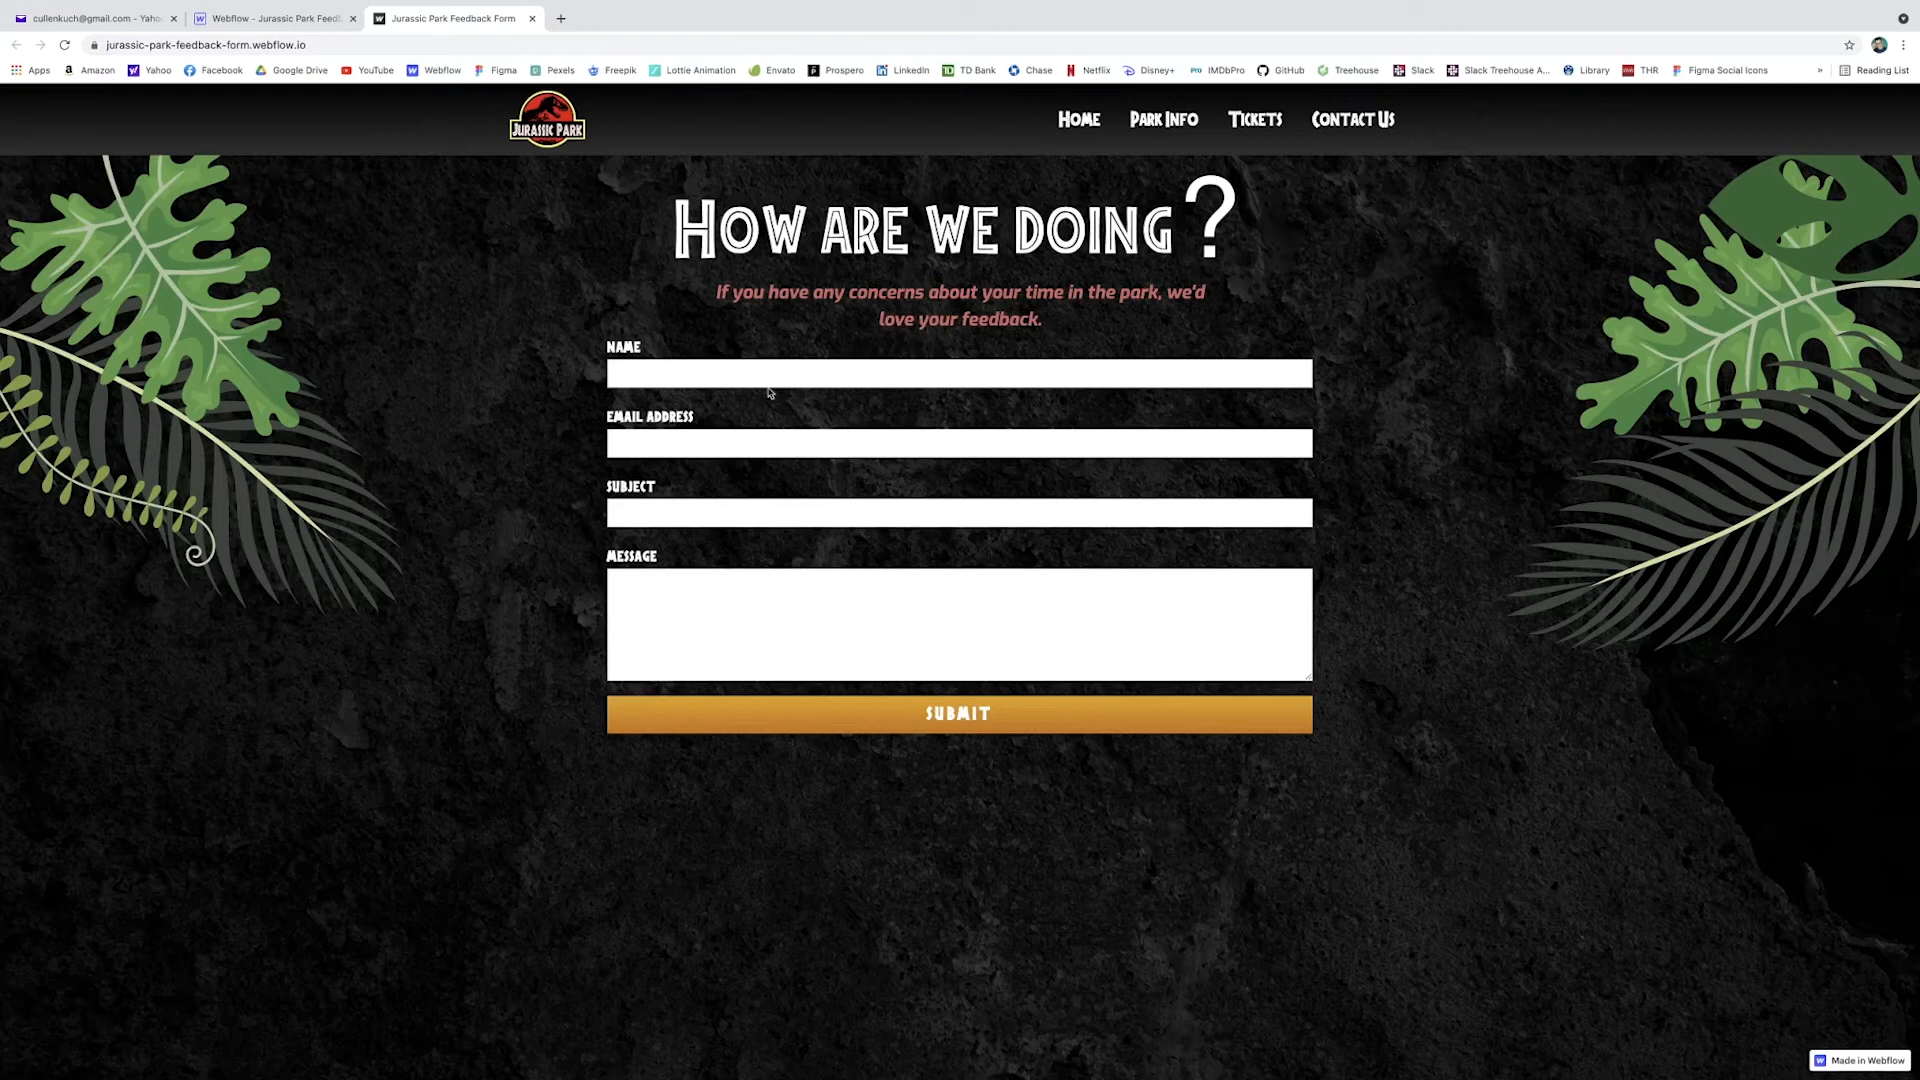 cullenkuch@gmail.com - Yaho
Webflow - Jurassic Park Feedb
Jurassic Park Feedback Form
jurassic-park-feedback-form.webflow.io
Apps
Amazon
Yahoo
Facebook
Google Drive
YouTube
Webflow
Figma
Pexels
Freepik
Lottie Animation
Envato
Prospero
LinkedIn
TD Bank
Chase
Netflix
Disney+
IMDbPro
GitHub
Treehouse
Slack
Slack Treehouse A...
Library
THR
Figma Social Icons
»
Reading List
JURASSIC PARK
HOME
PARK INFO
TICKETS
CONTACT US
HOW ARE WE DOING?
If you have any concerns about your time in the park, we'd
love your feedback.
NAME
EMAIL ADDRESS
SUBJECT
MESSAGE
SUBMIT
Made in Webflow